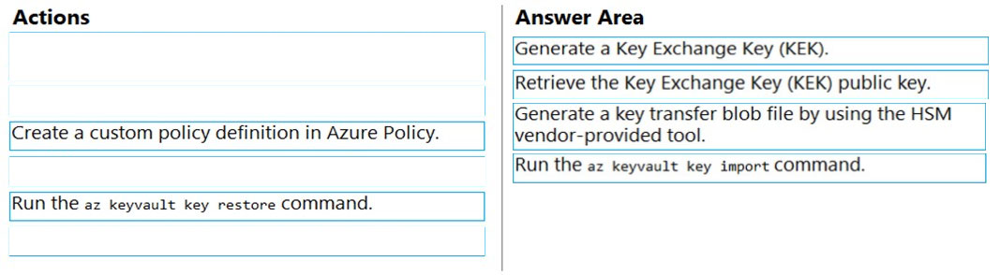 Actions
Create a custom policy definition in Azure Policy.
Run the az keyvault key restore command.
Answer Area
Generate a Key Exchange Key (KEK).
Retrieve the Key Exchange Key (KEK) public key.
Generate a key transfer blob file by using the HSM
vendor-provided tool.
Run the az keyvault key import command.